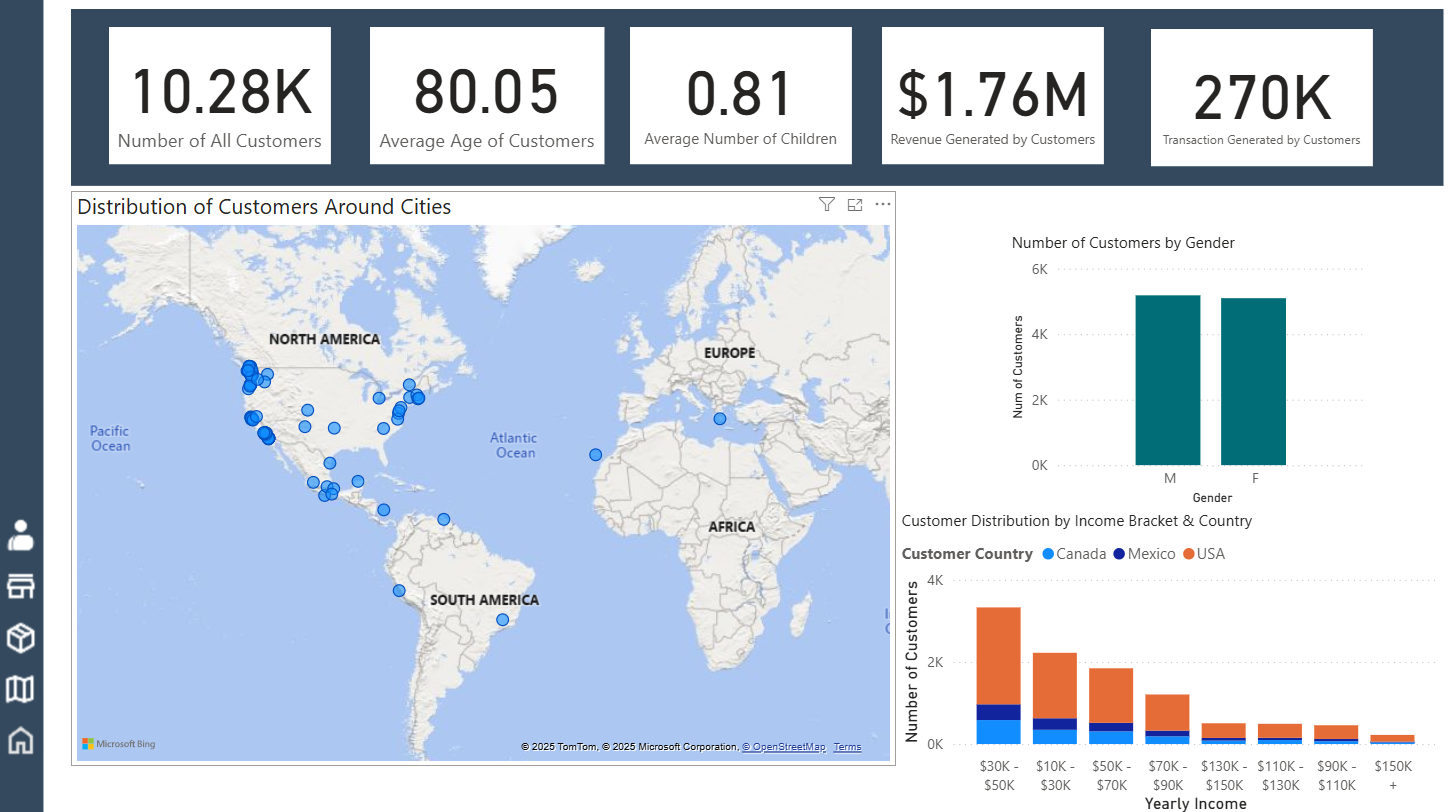 10.28K
Number of All Customers
80.05
Average Age of Customers
0.81
Average Number of Children
$1.76M
Revenue Generated by Customers
270K
Transaction Generated by Customers
Distribution of Customers Around Cities
NORTH AMERICA
EUROPE
Pacific
Ocean
Atlantic
Ocean
AFRICA
SOUTH AMERICA
Microsoft Bing
© 2025 TomTom, © 2025 Microsoft Corporation, © OpenStreetMap Terms
Number of Customers by Gender
6K
4K
2K
0K
Num of Customers
M F
Gender
Customer Distribution by Income Bracket & Country
Customer Country Canada Mexico USA
4K
2K
0K
Number of Customers
$30K - $10K - $50K - $70K - $130K - $110K - $90K - $150K
$50K $30K $70K $90K $150K $130K $110K +
Yearly Income